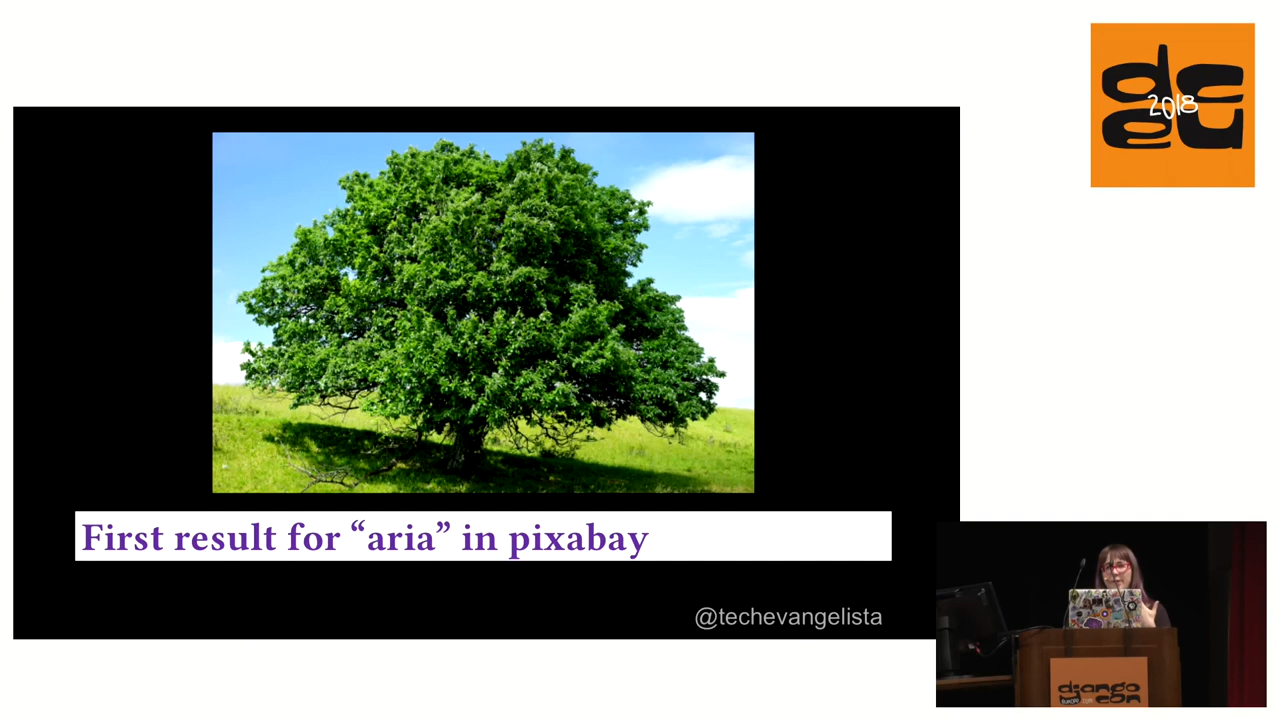 2018
First result for “aria” in pixabay
@techevangelista
django
con